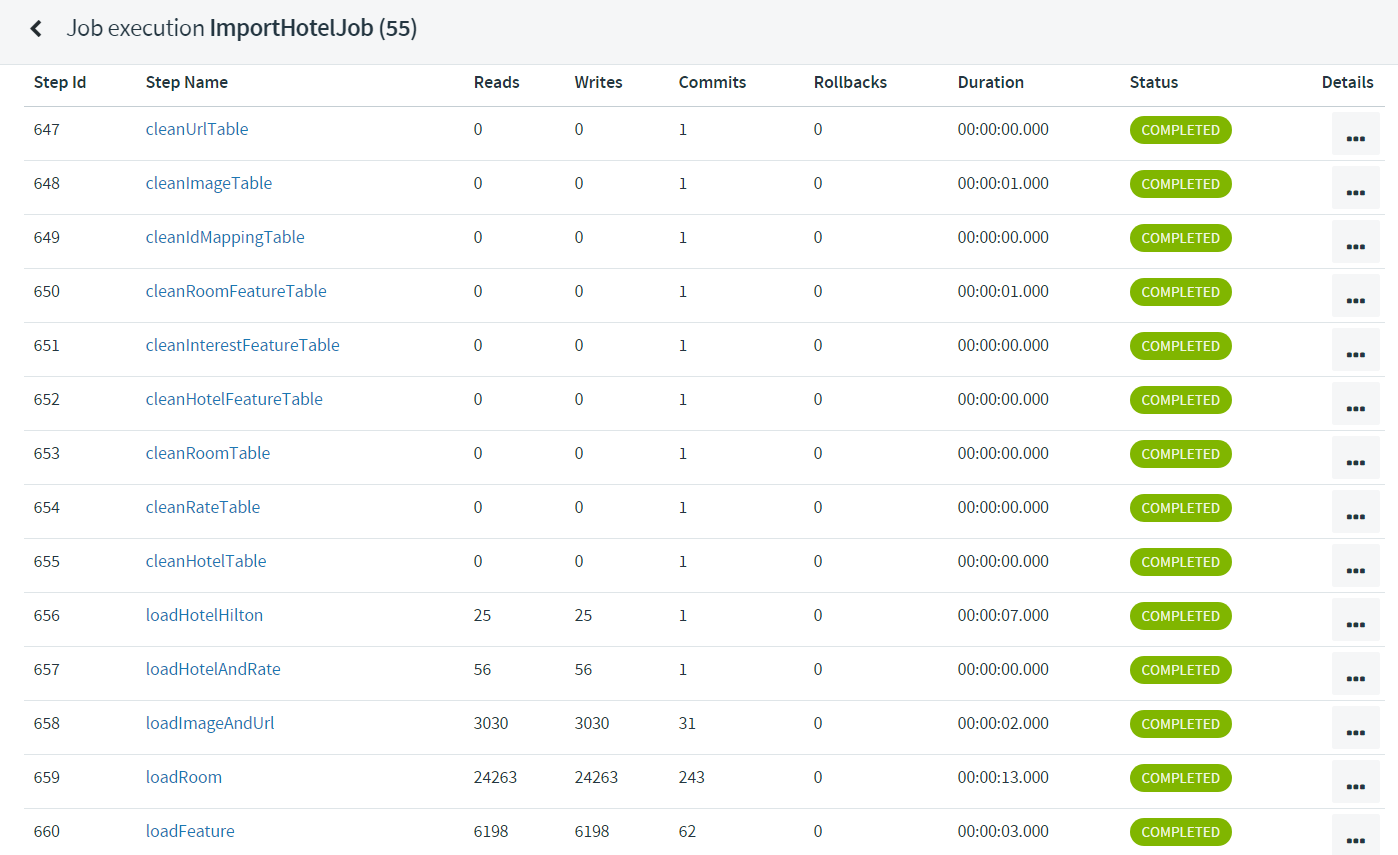 Job execution ImportHotelJob (55)
Step Id Step Name Reads Writes Commits Rollbacks Duration Status Details
647 cleanUrlTable 0 0 1 0 00:00:00.000 COMPLETED
648 cleanImageTable 0 0 1 0 00:00:01.000 COMPLETED
649 cleanIdMappingTable 0 0 1 0 00:00:00.000 COMPLETED
650 cleanRoomFeatureTable 0 0 1 0 00:00:01.000 COMPLETED
651 cleanInterestFeatureTable 0 0 1 0 00:00:00.000 COMPLETED
652 cleanHotelFeatureTable 0 0 1 0 00:00:00.000 COMPLETED
653 cleanRoomTable 0 0 1 0 00:00:00.000 COMPLETED
654 cleanRateTable 0 0 1 0 00:00:00.000 COMPLETED
655 cleanHotelTable 0 0 1 0 00:00:00.000 COMPLETED
656 loadHotelHilton 25 25 1 0 00:00:07.000 COMPLETED
657 loadHotelAndRate 56 56 1 0 00:00:00.000 COMPLETED
658 loadImageAndUrl 3030 3030 31 0 00:00:02.000 COMPLETED
659 loadRoom 24263 24263 243 0 00:00:13.000 COMPLETED
660 loadFeature 6198 6198 62 0 00:00:03.000 COMPLETED